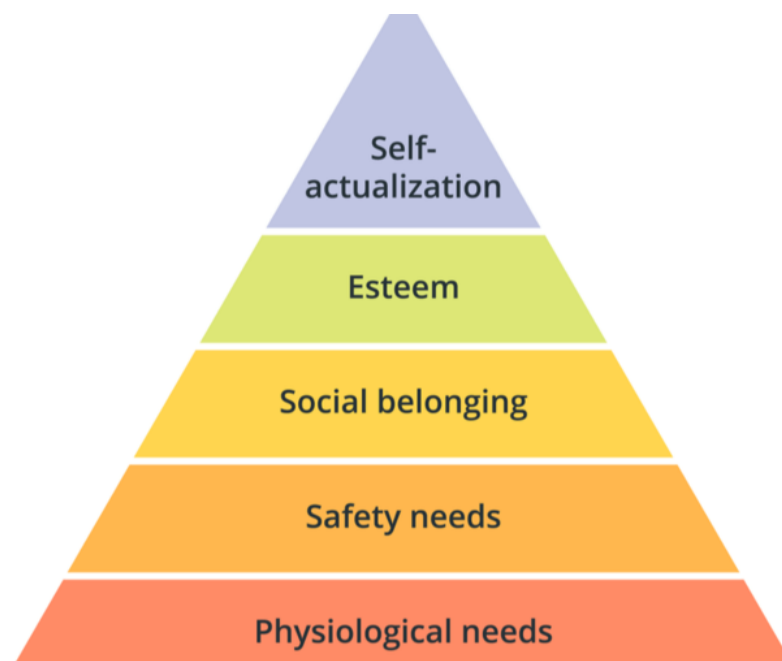 Self-
actualization
Esteem
Social belonging
Safety needs
Physiological needs